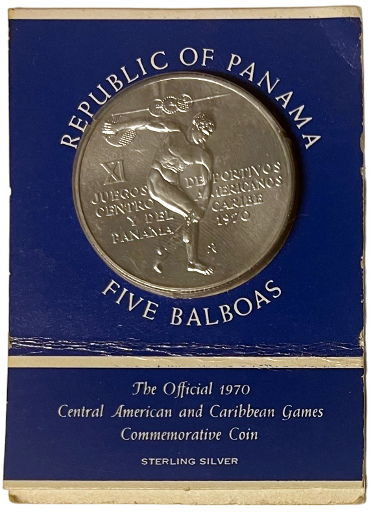 REPUBLIC OF PANAMA
XI
JUEGOS DEPORTIVOS
CENTRO AMERICANOS
Y DEL CARIBE
PANAMA 1970
FIVE BALBOAS
The Official 1970
Central American and Caribbean Games
Commemorative Coin
STERLING SILVER